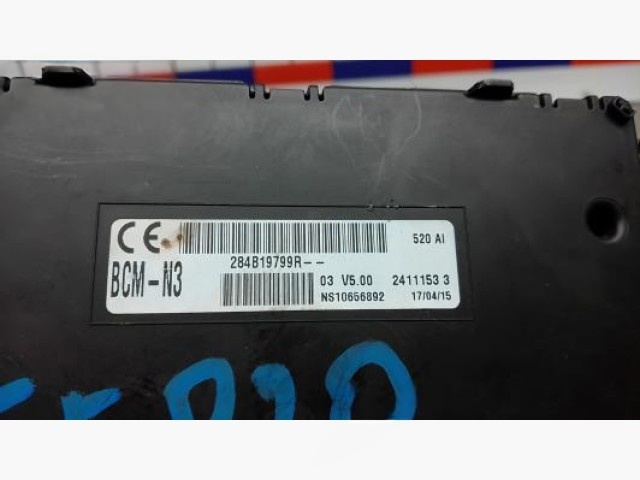 CE
520 AI
284B19799R--
BCM-N3
03 V5.00 2411153 3
NS10656892 17/04/15